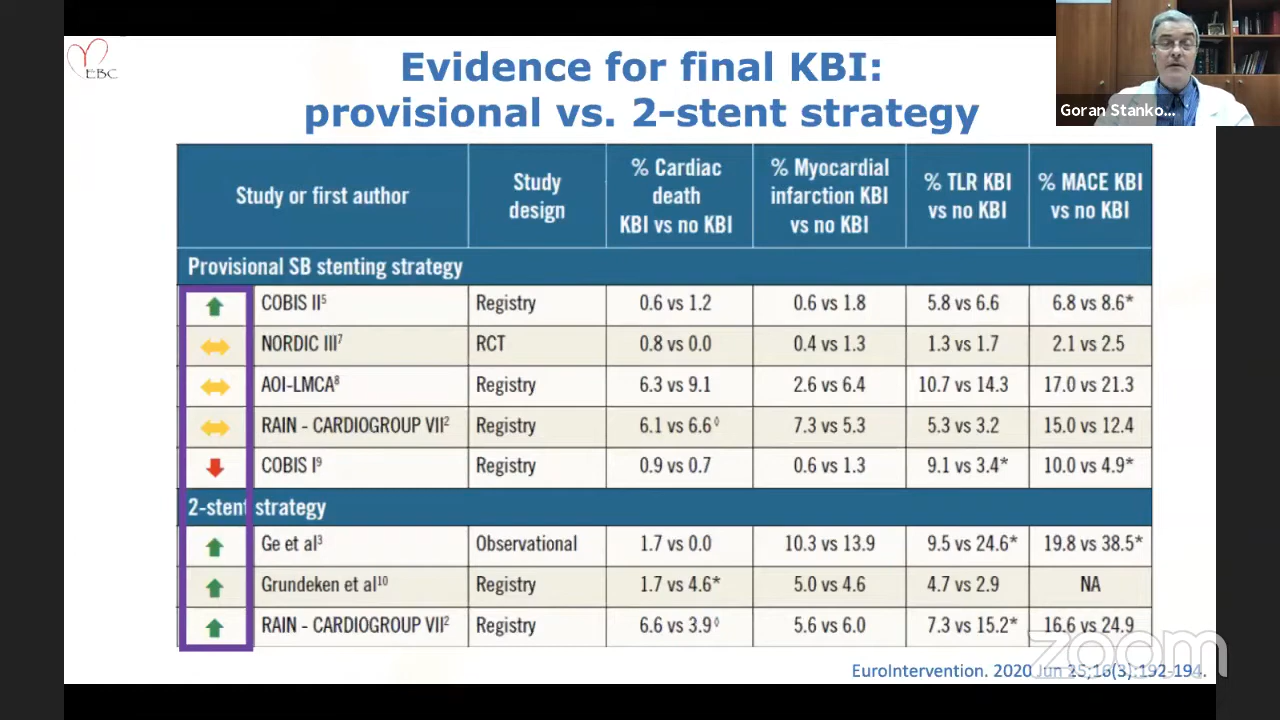 EBC
Evidence for final KBI:
provisional vs. 2-stent strategy
Goran Stanko...
Study or first author
Study
design
% Cardiac
death
KBI vs no KBI
% Myocardial
infarction KBI
vs no KBI
% TLR KBI
vs no KBI
% MACE KBI
vs no KBI
Provisional SB stenting strategy
COBIS II⁵ Registry 0.6 vs 1.2 0.6 vs 1.8 5.8 vs 6.6 6.8 vs 8.6*
NORDIC III⁷ RCT 0.8 vs 0.0 0.4 vs 1.3 1.3 vs 1.7 2.1 vs 2.5
AOI-LMCA⁸ Registry 6.3 vs 9.1 2.6 vs 6.4 10.7 vs 14.3 17.0 vs 21.3
RAIN - CARDIOGROUP VII² Registry 6.1 vs 6.6◊ 7.3 vs 5.3 5.3 vs 3.2 15.0 vs 12.4
COBIS I⁹ Registry 0.9 vs 0.7 0.6 vs 1.3 9.1 vs 3.4* 10.0 vs 4.9*
2-stent strategy
Ge et al³ Observational 1.7 vs 0.0 10.3 vs 13.9 9.5 vs 24.6* 19.8 vs 38.5*
Grundeken et al¹⁰ Registry 1.7 vs 4.6* 5.0 vs 4.6 4.7 vs 2.9 NA
RAIN - CARDIOGROUP VII² Registry 6.6 vs 3.9◊ 5.6 vs 6.0 7.3 vs 15.2* 16.6 vs 24.9
zoom
EuroIntervention. 2020 Jun 25;16(3):192-194.